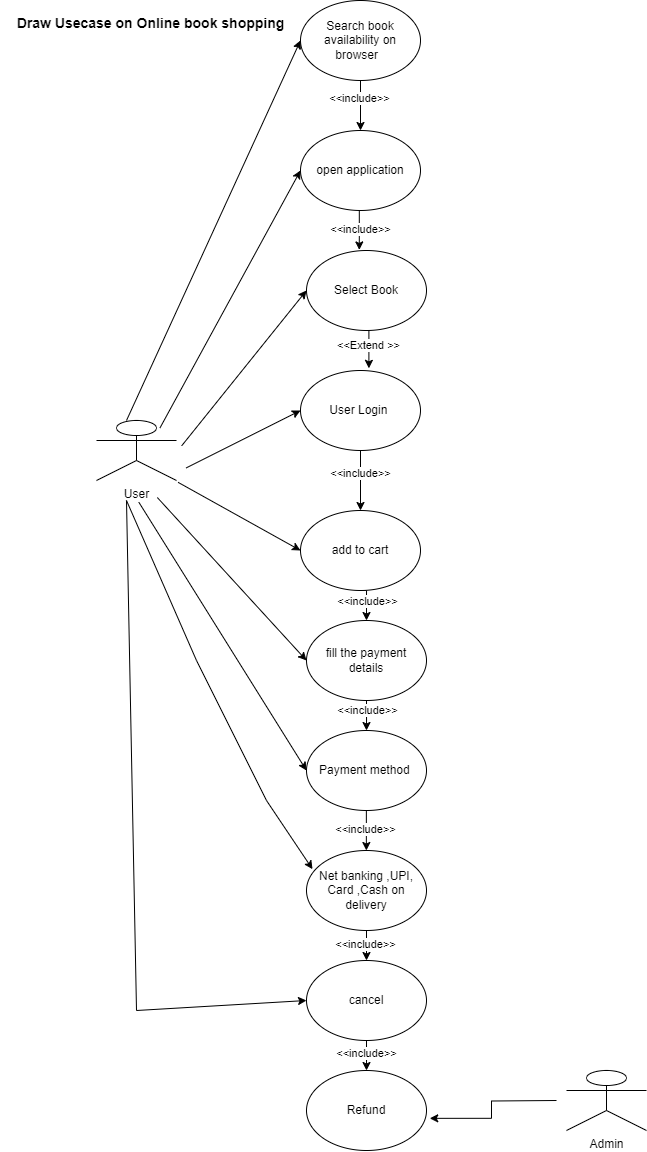 Draw Usecase on Online book shopping
Search book
availability on
browser
<<include>>
open application
<<include>>
Select Book
<<Extend >>
User Login
<<include>>
User
add to cart
<<include>>
fill the payment
details
<<include>>
Payment method
<<include>>
Net banking ,UPI,
Card ,Cash on
delivery
<<include>>
cancel
<<include>>
Refund
Admin